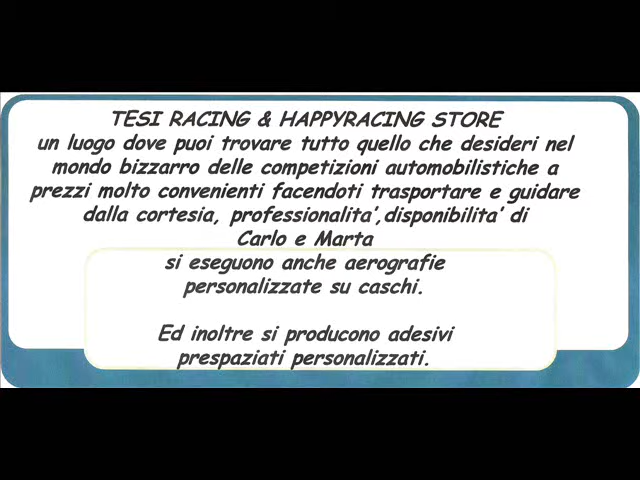 TESI RACING & HAPPYRACING STORE
un luogo dove puoi trovare tutto quello che desideri nel
mondo bizzarro delle competizioni automobilistiche a
prezzi molto convenienti facendoti trasportare e guidare
dalla cortesia, professionalita',disponibilita' di
Carlo e Marta
si eseguono anche aerografie
personalizzate su caschi.
Ed inoltre si producono adesivi
prespaziati personalizzati.